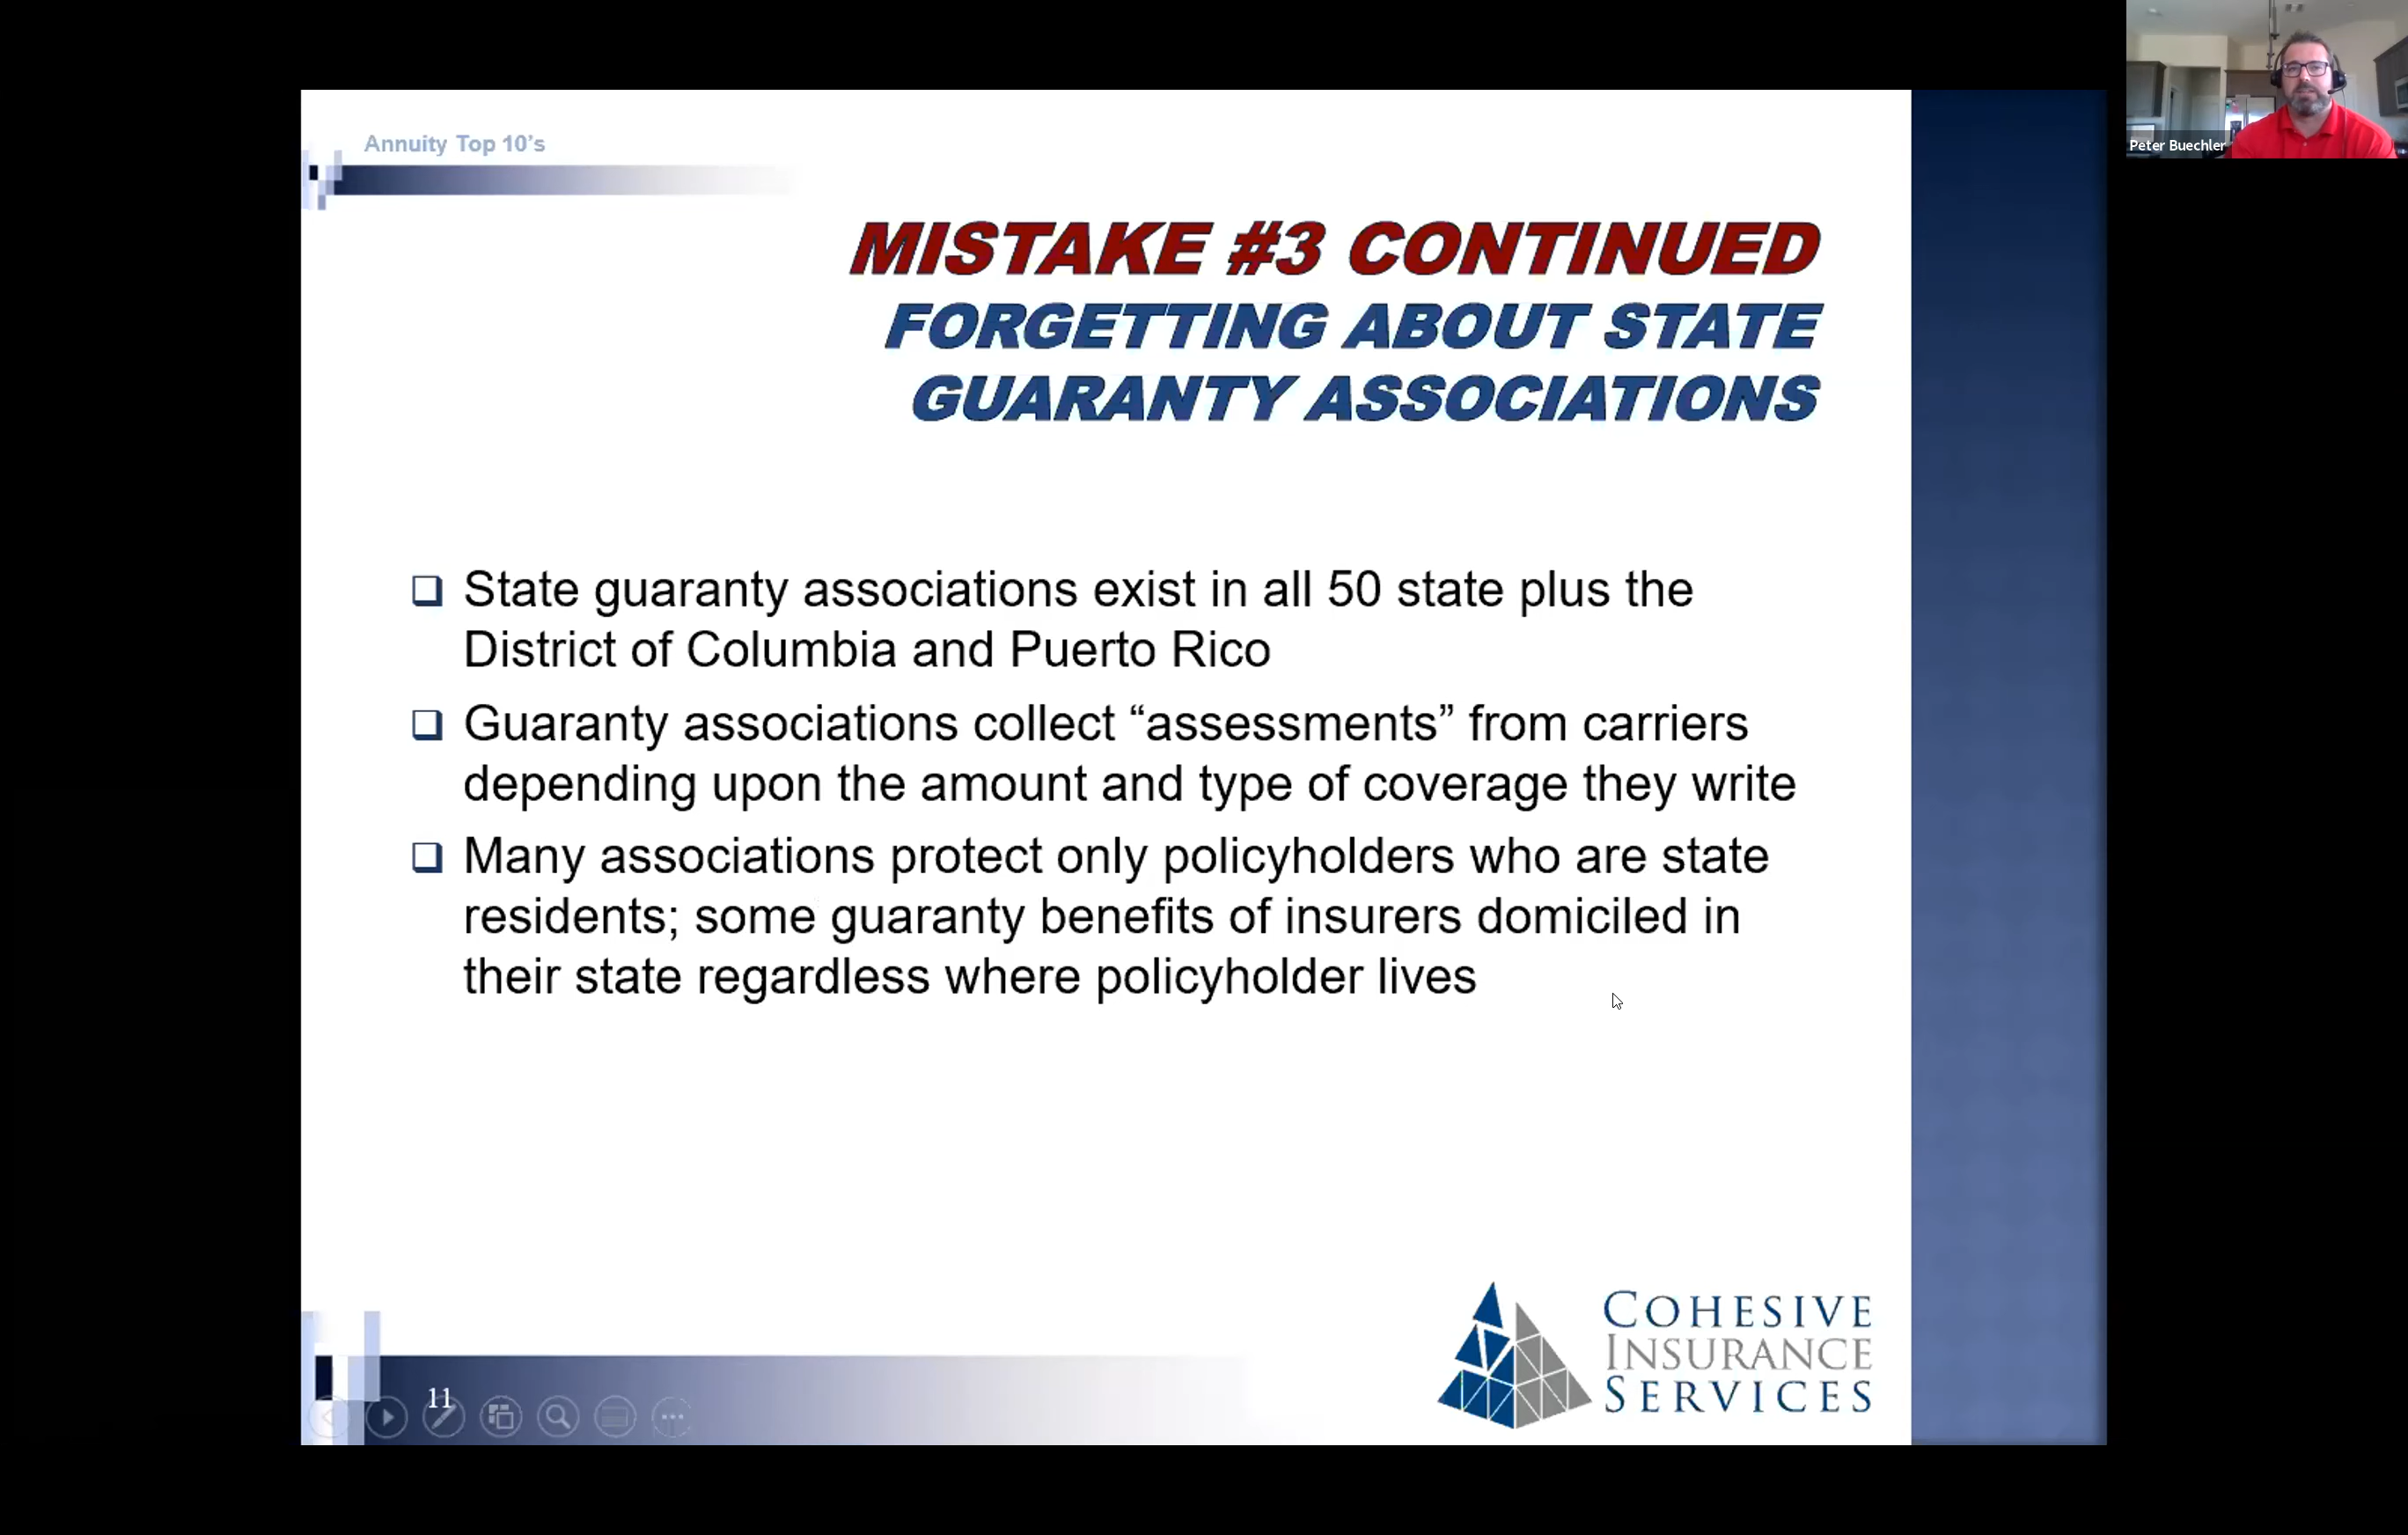 Peter Buechler
Annuity Top 10's
MISTAKE #3 CONTINUED
FORGETTING ABOUT STATE
GUARANTY ASSOCIATIONS
❑ State guaranty associations exist in all 50 state plus the
District of Columbia and Puerto Rico
❑ Guaranty associations collect “assessments” from carriers
depending upon the amount and type of coverage they write
❑ Many associations protect only policyholders who are state
residents; some guaranty benefits of insurers domiciled in
their state regardless where policyholder lives
11
COHESIVE
INSURANCE
SERVICES